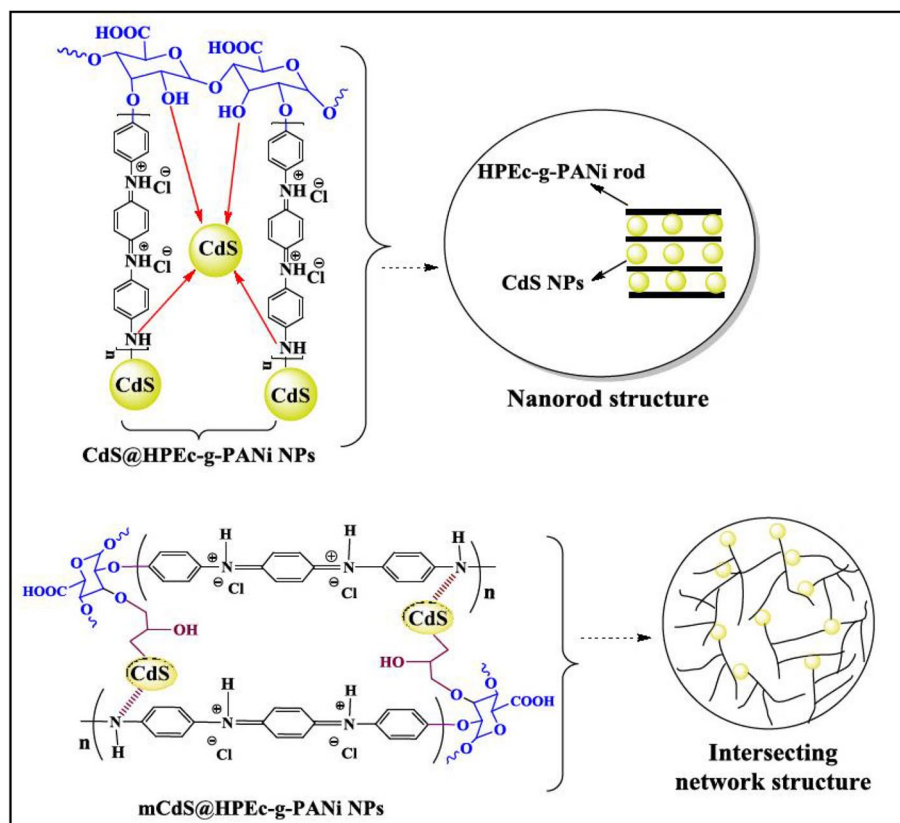 HOOC
HOOC
O
O
O
O
O
OH
HO
O
O
NH
⊕
Cl
⊖
NH
⊕
Cl
⊖
NH
⊕
Cl
⊖
NH
⊕
Cl
⊖
CdS
NH
n
NH
n
CdS
CdS
CdS@HPEc-g-PANi NPs
HPEc-g-PANi rod
CdS NPs
Nanorod structure
H
H
H
O
O
O
N
⊕
N
⊕
N
HOOC
O
O
⊖
Cl
⊖
Cl
n
OH
CdS
CdS
HO
H
H
O
O
O
COOH
n
N
H
N
⊕
N
⊕
O
O
⊖
Cl
⊖
Cl
mCdS@HPEc-g-PANi NPs
Intersecting
network structure